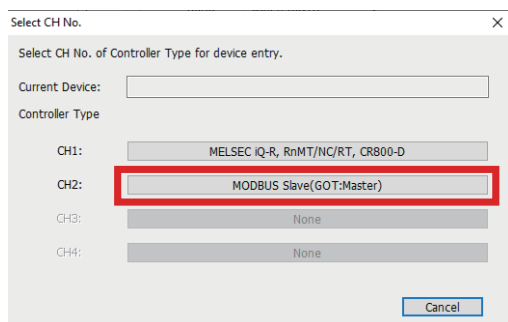 Select CH No.
Select CH No. of Controller Type for device entry.
Current Device:
Controller Type
CH1: MELSEC iQ-R, RnMT/NC/RT, CR800-D
CH2: MODBUS Slave(GOT:Master)
CH3: None
CH4: None
Cancel